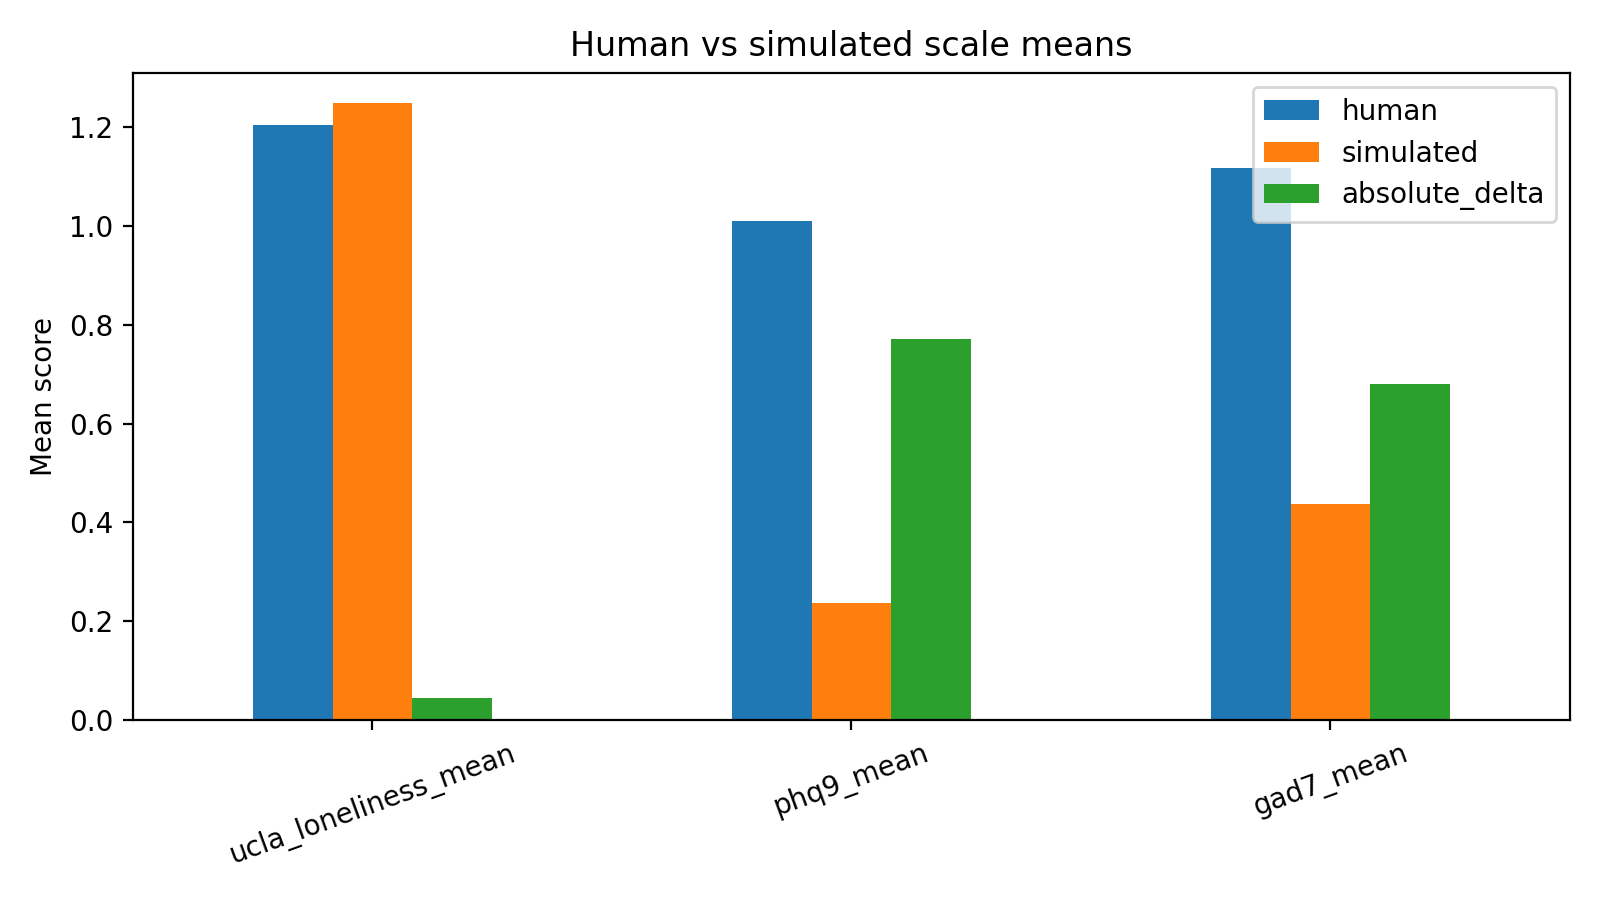 Human vs simulated scale means
human
simulated
absolute_delta
Mean score
1.2
1.0
0.8
0.6
0.4
0.2
0.0
ucla_loneliness_mean
phq9_mean
gad7_mean